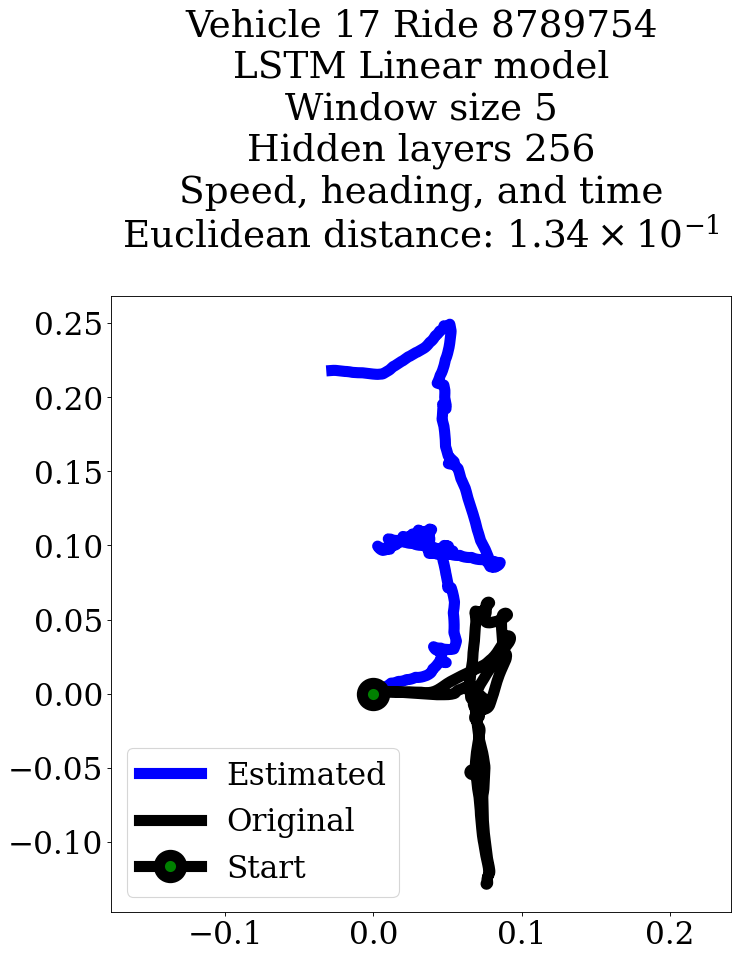 Vehicle 17 Ride 8789754
LSTM Linear model
Window size 5
Hidden layers 256
Speed, heading, and time
Euclidean distance: 1.34 × 10⁻¹
0.25
0.20
0.15
0.10
0.05
0.00
−0.05
−0.10
Estimated
Original
Start
−0.1 0.0 0.1 0.2